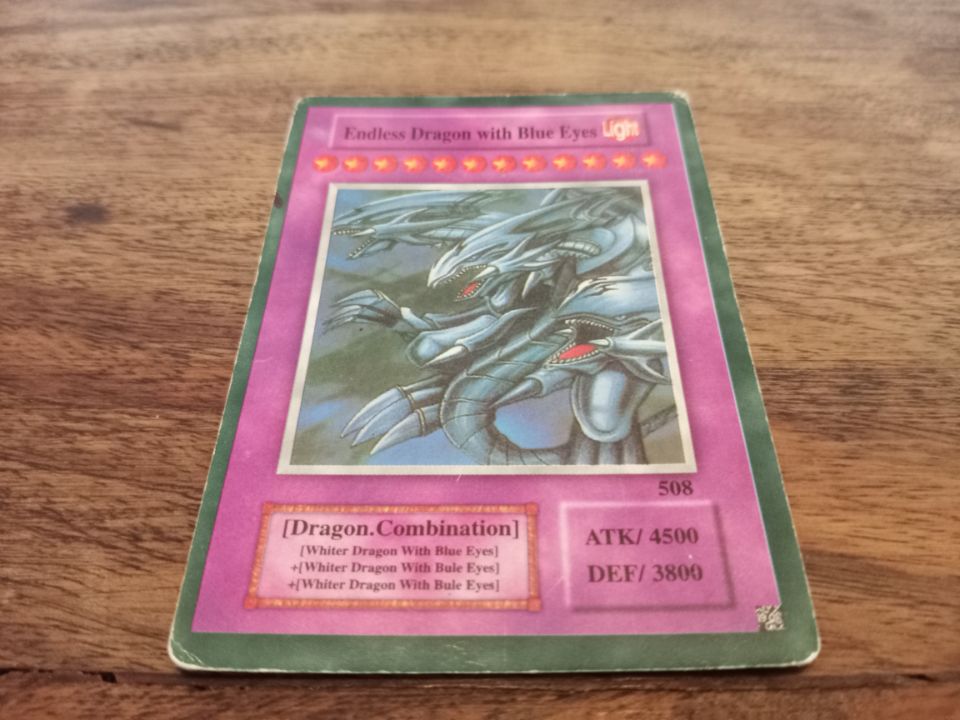 Endless Dragon with Blue Eyes Light
508
[Dragon.Combination]
[Whiter Dragon With Blue Eyes]
+[Whiter Dragon With Bule Eyes]
+[Whiter Dragon With Bule Eyes]
ATK/ 4500
DEF/ 3800